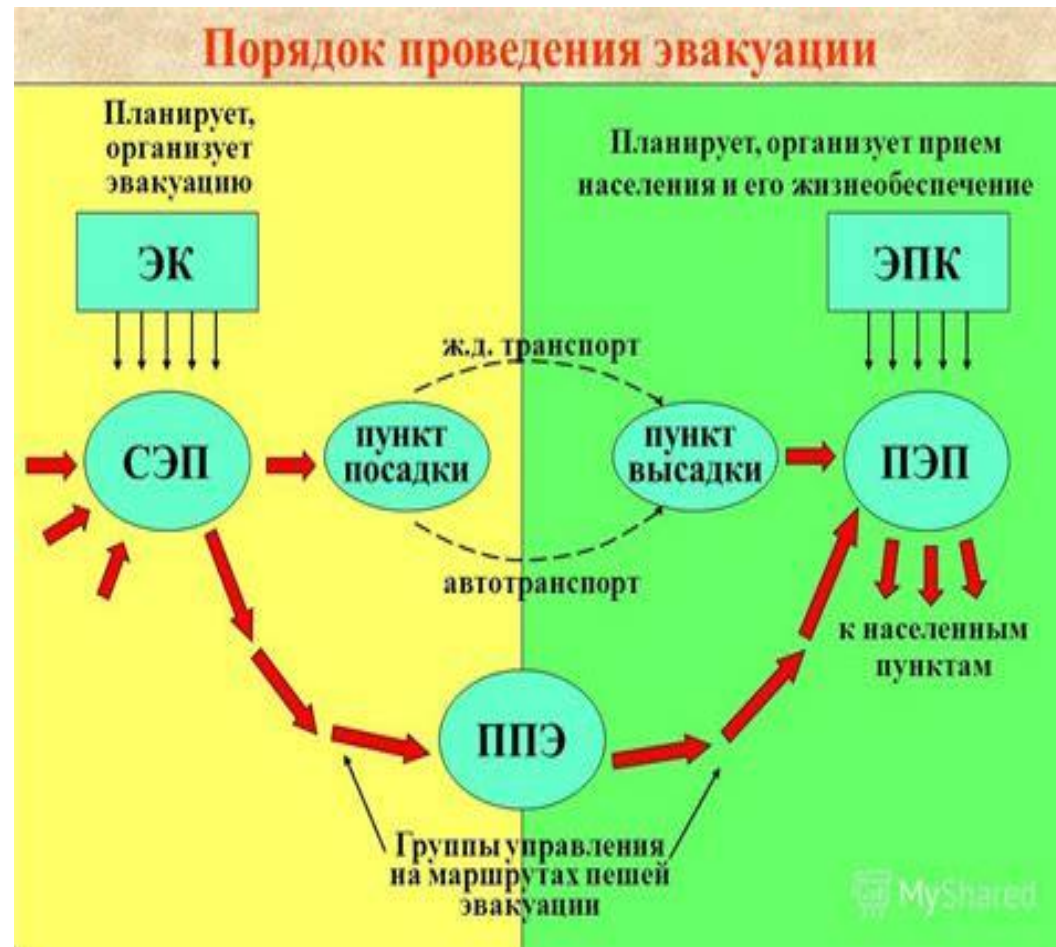 Порядок проведения эвакуации
Планирует,
организует
эвакуацию
Планирует, организует прием
населения и его жизнеобеспечение
ЭК
ЭПК
ж.д. транспорт
СЭП
пункт
посадки
пункт
высадки
ПЭП
автотранспорт
к населенным
пунктам
ППЭ
Группы управления
на маршрутах пешей
эвакуации
MyShared